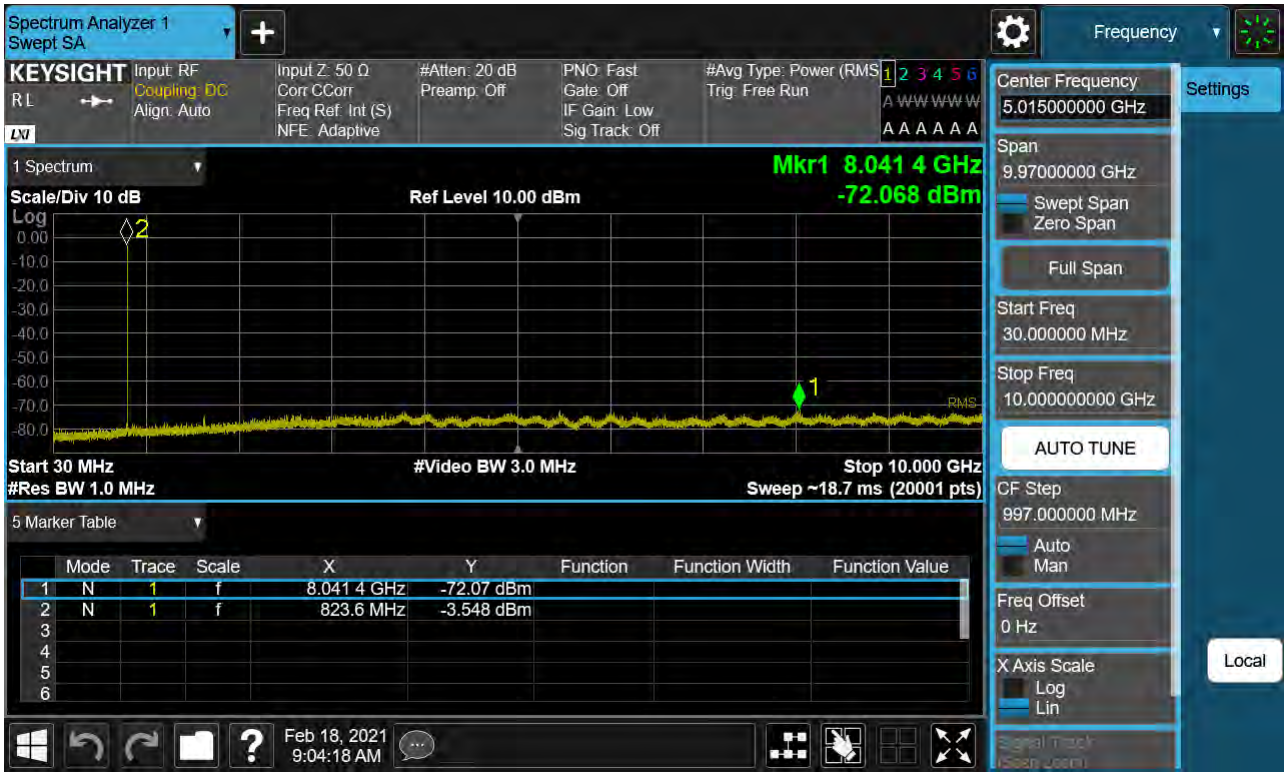 Spectrum Analyzer 1
Swept SA
+
Frequency
KEYSIGHT
RL
LXI
Input: RF
Coupling: DC
Align: Auto
Input Z: 50 Ω
Corr CCorr
Freq Ref: Int (S)
NFE: Adaptive
#Atten: 20 dB
Preamp: Off
PNO: Fast
Gate: Off
IF Gain: Low
Sig Track: Off
#Avg Type: Power (RMS
Trig: Free Run
1 2 3 4 5 6
A W W W W W
A A A A A A
1 Spectrum
Mkr1 8.041 4 GHz
-72.068 dBm
Scale/Div 10 dB
Ref Level 10.00 dBm
Log
0.00
-10.0
-20.0
-30.0
-40.0
-50.0
-60.0
-70.0
-80.0
2
1
RMS
Start 30 MHz
#Video BW 3.0 MHz
Stop 10.000 GHz
#Res BW 1.0 MHz
Sweep ~18.7 ms (20001 pts)
5 Marker Table
Mode Trace Scale X Y Function Function Width Function Value
1 N 1 f 8.041 4 GHz -72.07 dBm
2 N 1 f 823.6 MHz -3.548 dBm
3
4
5
6
Feb 18, 2021
9:04:18 AM
?
Center Frequency
5.015000000 GHz
Settings
Span
9.97000000 GHz
Swept Span
Zero Span
Full Span
Start Freq
30.000000 MHz
Stop Freq
10.000000000 GHz
AUTO TUNE
CF Step
997.000000 MHz
Auto
Man
Freq Offset
0 Hz
X Axis Scale
Log
Lin
Local
Signal Track
(Span Zoom)